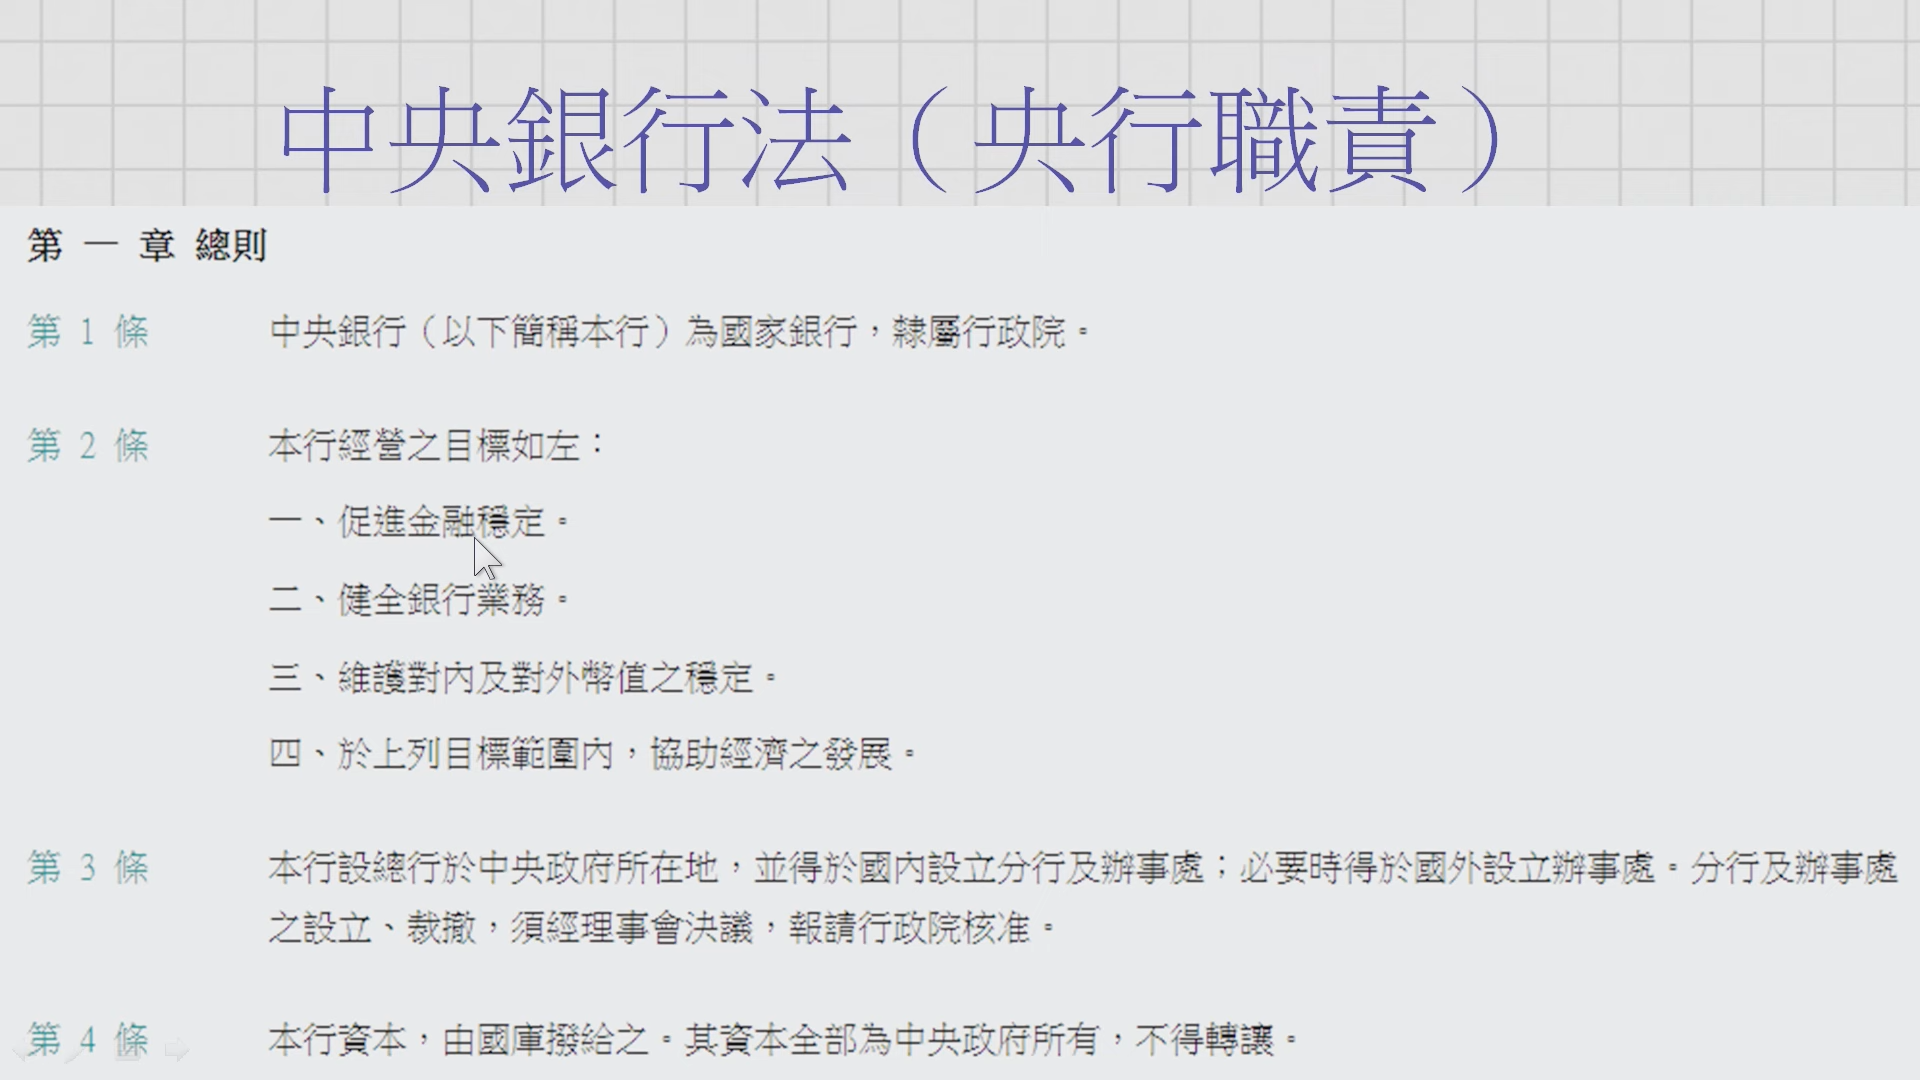 中央銀行法（央行職責）
第 一 章 總則
第 1 條 中央銀行（以下簡稱本行）為國家銀行，隸屬行政院。
第 2 條 本行經營之目標如左：
一、促進金融穩定。
二、健全銀行業務。
三、維護對內及對外幣值之穩定。
四、於上列目標範圍內，協助經濟之發展。
第 3 條 本行設總行於中央政府所在地，並得於國內設立分行及辦事處；必要時得於國外設立辦事處。分行及辦事處
之設立、裁撤，須經理事會決議，報請行政院核准。
第 4 條 本行資本，由國庫撥給之。其資本全部為中央政府所有，不得轉讓。